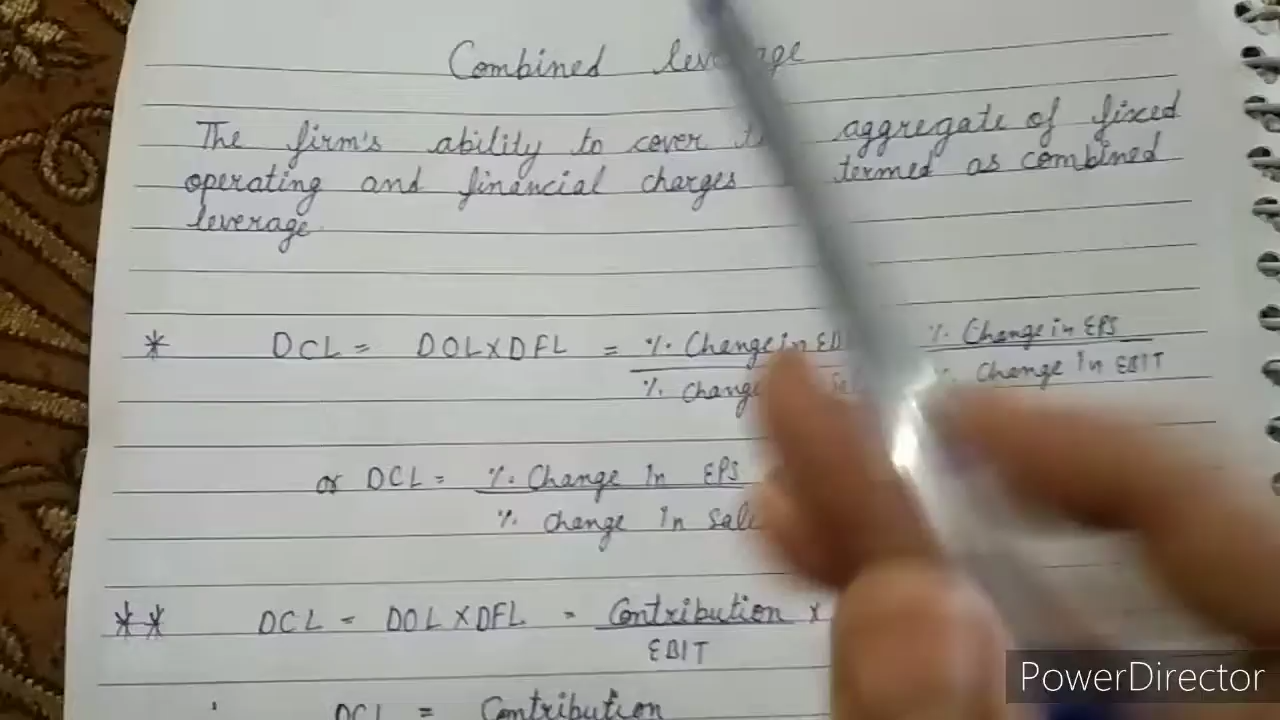 Combined
The firm's ability to cover aggregate of fixed
operating and financial charges termed as combined
leverage.
* DCL = DOL X DFL = % Change in % Change in EPS
% Change % Change In EBIT
or DCL = % Change In EPS
% Change In
** DCL = DOL X DFL = Contribution X
EBIT
DCL = Contribution
PowerDirector